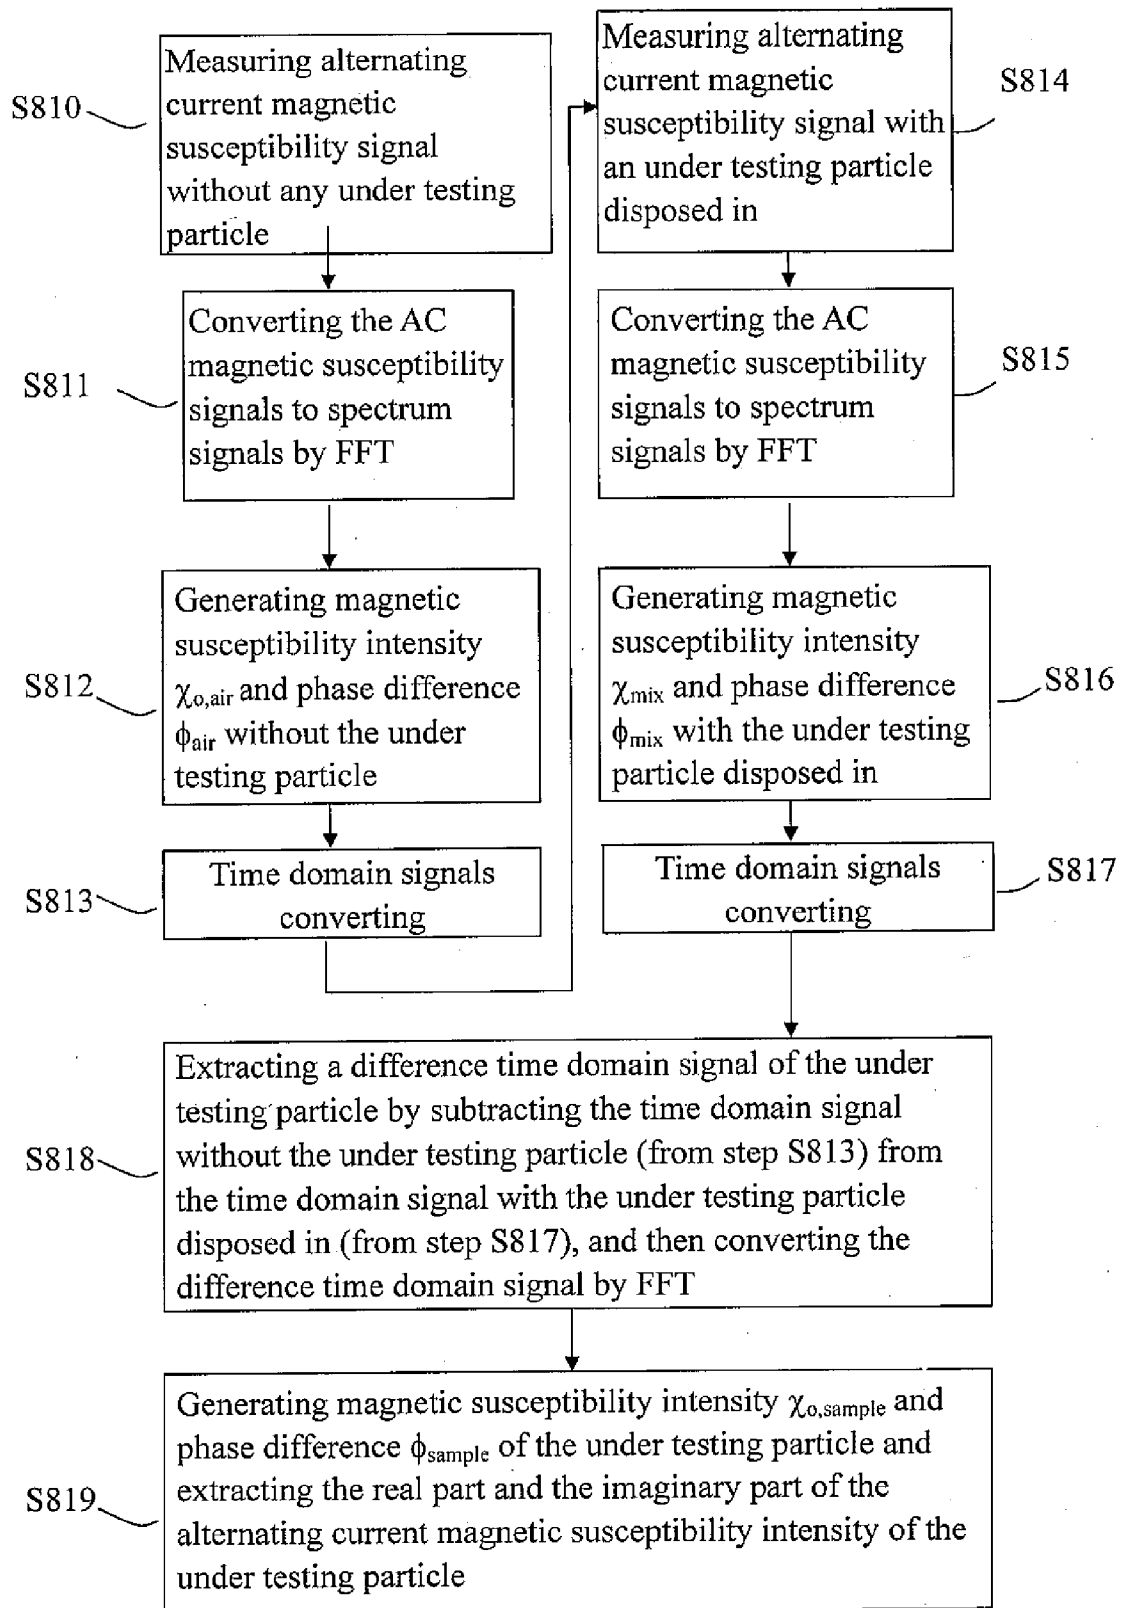 S810
Measuring alternating
current magnetic
susceptibility signal
without any under testing
particle
S811
Converting the AC
magnetic susceptibility
signals to spectrum
signals by FFT
S812
Generating magnetic
susceptibility intensity
χo,air and phase difference
ϕair without the under
testing particle
S813
Time domain signals
converting
Measuring alternating
current magnetic
susceptibility signal with
an under testing particle
disposed in
S814
Converting the AC
magnetic susceptibility
signals to spectrum
signals by FFT
S815
Generating magnetic
susceptibility intensity
χmix and phase difference
ϕmix with the under testing
particle disposed in
S816
Time domain signals
converting
S817
S818
Extracting a difference time domain signal of the under
testing particle by subtracting the time domain signal
without the under testing particle (from step S813) from
the time domain signal with the under testing particle
disposed in (from step S817), and then converting the
difference time domain signal by FFT
S819
Generating magnetic susceptibility intensity χo,sample and
phase difference ϕsample of the under testing particle and
extracting the real part and the imaginary part of the
alternating current magnetic susceptibility intensity of the
under testing particle